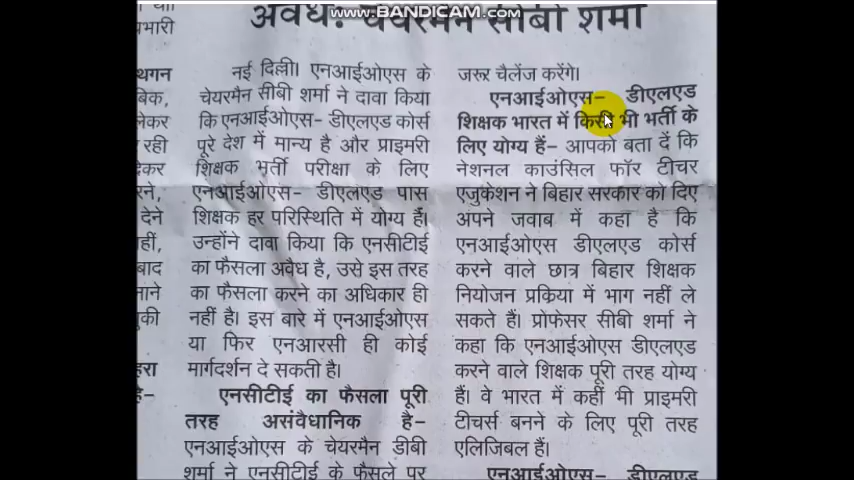 www.BANDICAM.com
अवैध: चेयरमैन सीबी शर्मा
भारी
थगन
बिक,
लेकर
रही
देकर
रने,
देने
हीं,
बाद
माने
नई दिल्ली। एनआईओएस के
चेयरमैन सीबी शर्मा ने दावा किया
कि एनआईओएस- डीएलएड कोर्स
पूरे देश में मान्य है और प्राइमरी
शिक्षक भर्ती परीक्षा के लिए
एनआईओएस- डीएलएड पास
शिक्षक हर परिस्थिति में योग्य हैं।
उन्होंने दावा किया कि एनसीटीई
का फैसला अवैध है, उसे इस तरह
का फैसला करने का अधिकार ही
नहीं है। इस बारे में एनआईओएस
या फिर एनआरसी ही कोई
मार्गदर्शन दे सकती है।
एनसीटीई का फैसला पूरी
तरह असंवैधानिक है-
एनआईओएस के चेयरमैन डीबी
शर्मा ने एनसीटीई के फैसले पर
जरुर चैलेंज करेंगे।
एनआईओएस- डीएलएड
शिक्षक भारत में किसी भी भर्ती के
लिए योग्य हैं- आपको बता दें कि
नेशनल काउंसिल फॉर टीचर
एजुकेशन ने बिहार सरकार को दिए
अपने जवाब में कहा है कि
एनआईओएस डीएलएड कोर्स
करने वाले छात्र बिहार शिक्षक
नियोजन प्रक्रिया में भाग नहीं ले
सकते हैं। प्रोफेसर सीबी शर्मा ने
कहा कि एनआईओएस डीएलएड
करने वाले शिक्षक पूरी तरह योग्य
हैं। वे भारत में कहीं भी प्राइमरी
टीचर्स बनने के लिए पूरी तरह
एलिजिबल हैं।
एनआईओएस- डीएलएड